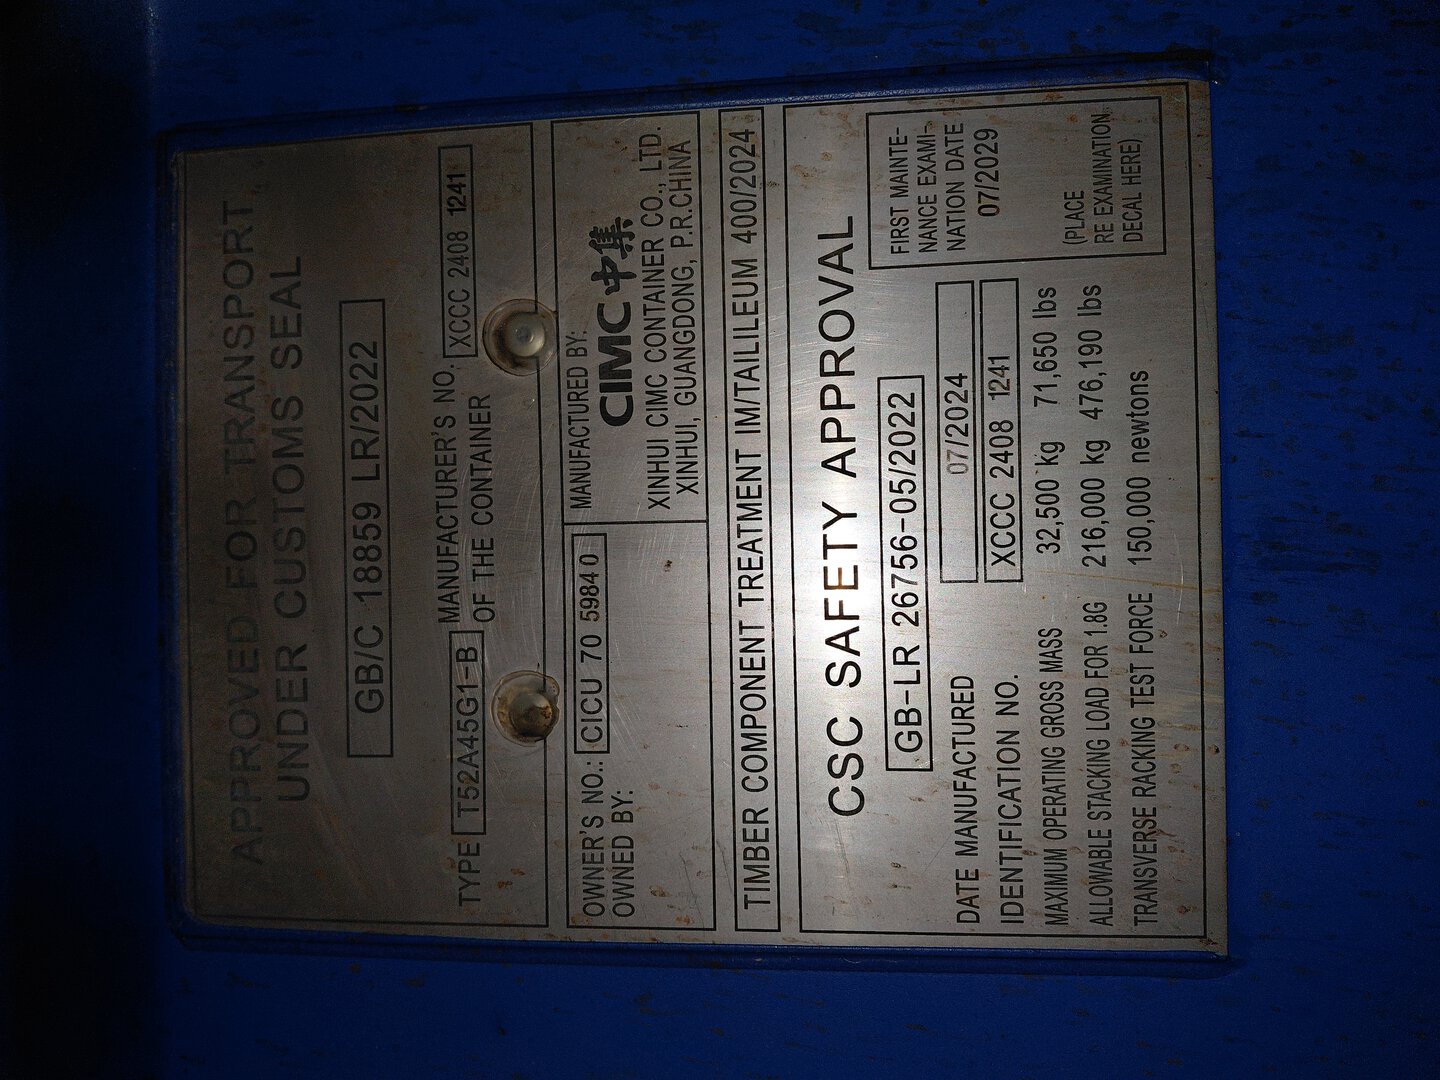 APPROVED FOR TRANSPORT
UNDER CUSTOMS SEAL
GB/C 18859 LR/2022
TYPE T52A45G1-B MANUFACTURER'S NO. XCCC 2408 1241
OF THE CONTAINER
OWNER'S NO.: CICU 70 59840
OWNED BY:
MANUFACTURED BY:
CIMC 中集
XINHUI CIMC CONTAINER CO., LTD.
XINHUI, GUANGDONG, P.R.CHINA
TIMBER COMPONENT TREATMENT IM/TAILILEUM 400/2024
CSC SAFETY APPROVAL
GB-LR 26756-05/2022
DATE MANUFACTURED 07/2024
IDENTIFICATION NO. XCCC 2408 1241
MAXIMUM OPERATING GROSS MASS 32,500 kg 71,650 lbs
ALLOWABLE STACKING LOAD FOR 1.8G 216,000 kg 476,190 lbs
TRANSVERSE RACKING TEST FORCE 150,000 newtons
FIRST MAINTE-
NANCE EXAMI-
NATION DATE
07/2029
(PLACE
RE EXAMINATION
DECAL HERE)